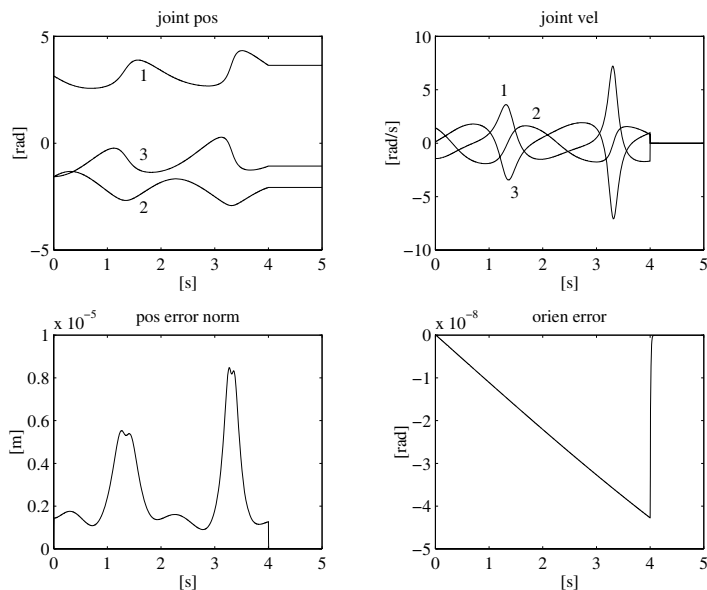 joint pos
5
0
−5
[rad]
1
3
2
0 1 2 3 4 5
[s]
joint vel
10
5
0
−5
−10
[rad/s]
1
2
3
0 1 2 3 4 5
[s]
x 10−5
pos error norm
1
0.8
0.6
0.4
0.2
0
[m]
0 1 2 3 4 5
[s]
x 10−8
orien error
0
−1
−2
−3
−4
−5
[rad]
0 1 2 3 4 5
[s]